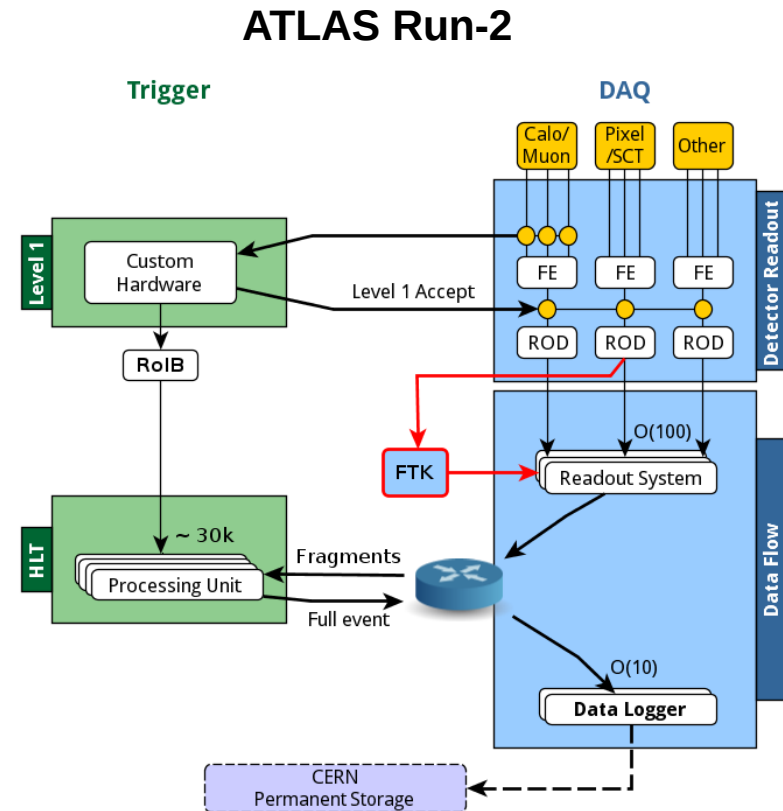 ATLAS Run-2
Trigger
DAQ
Calo/
Muon
Pixel
/SCT
Other
Level 1
Custom
Hardware
FE
FE
FE
Level 1 Accept
ROD
ROD
ROD
Detector Readout
RoIB
O(100)
FTK
Readout System
HLT
~ 30k
Processing Unit
Fragments
Full event
Data Flow
O(10)
Data Logger
CERN
Permanent Storage